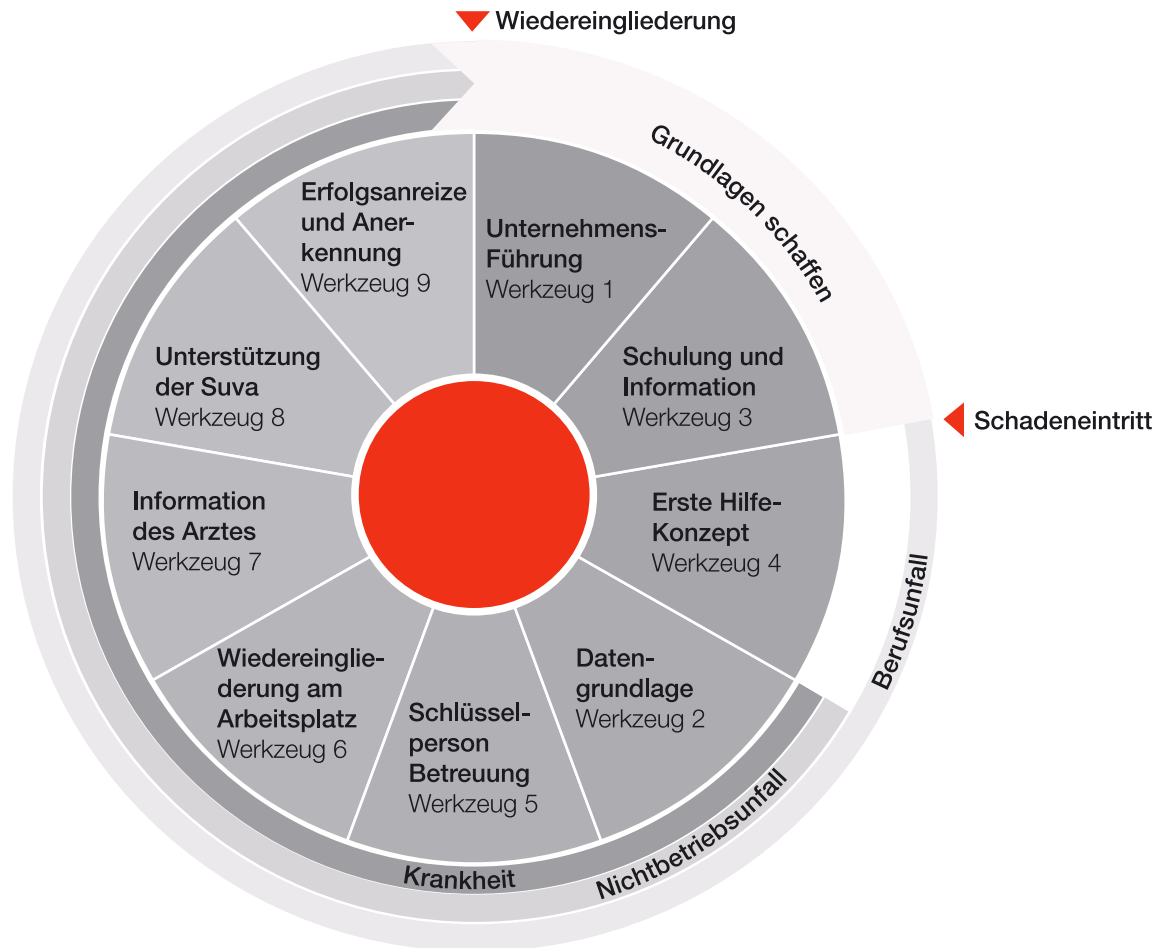 Wiedereingliederung
Grundlagen schaffen
Schadeneintritt
Berufsunfall
Nichtbetriebsunfall
Krankheit
Unternehmens-
Führung
Werkzeug 1
Schulung und
Information
Werkzeug 3
Erste Hilfe-
Konzept
Werkzeug 4
Daten-
grundlage
Werkzeug 2
Schlüssel-
person
Betreuung
Werkzeug 5
Wiedereinglie-
derung am
Arbeitsplatz
Werkzeug 6
Information
des Arztes
Werkzeug 7
Unterstützung
der Suva
Werkzeug 8
Erfolgsanreize
und Aner-
kennung
Werkzeug 9